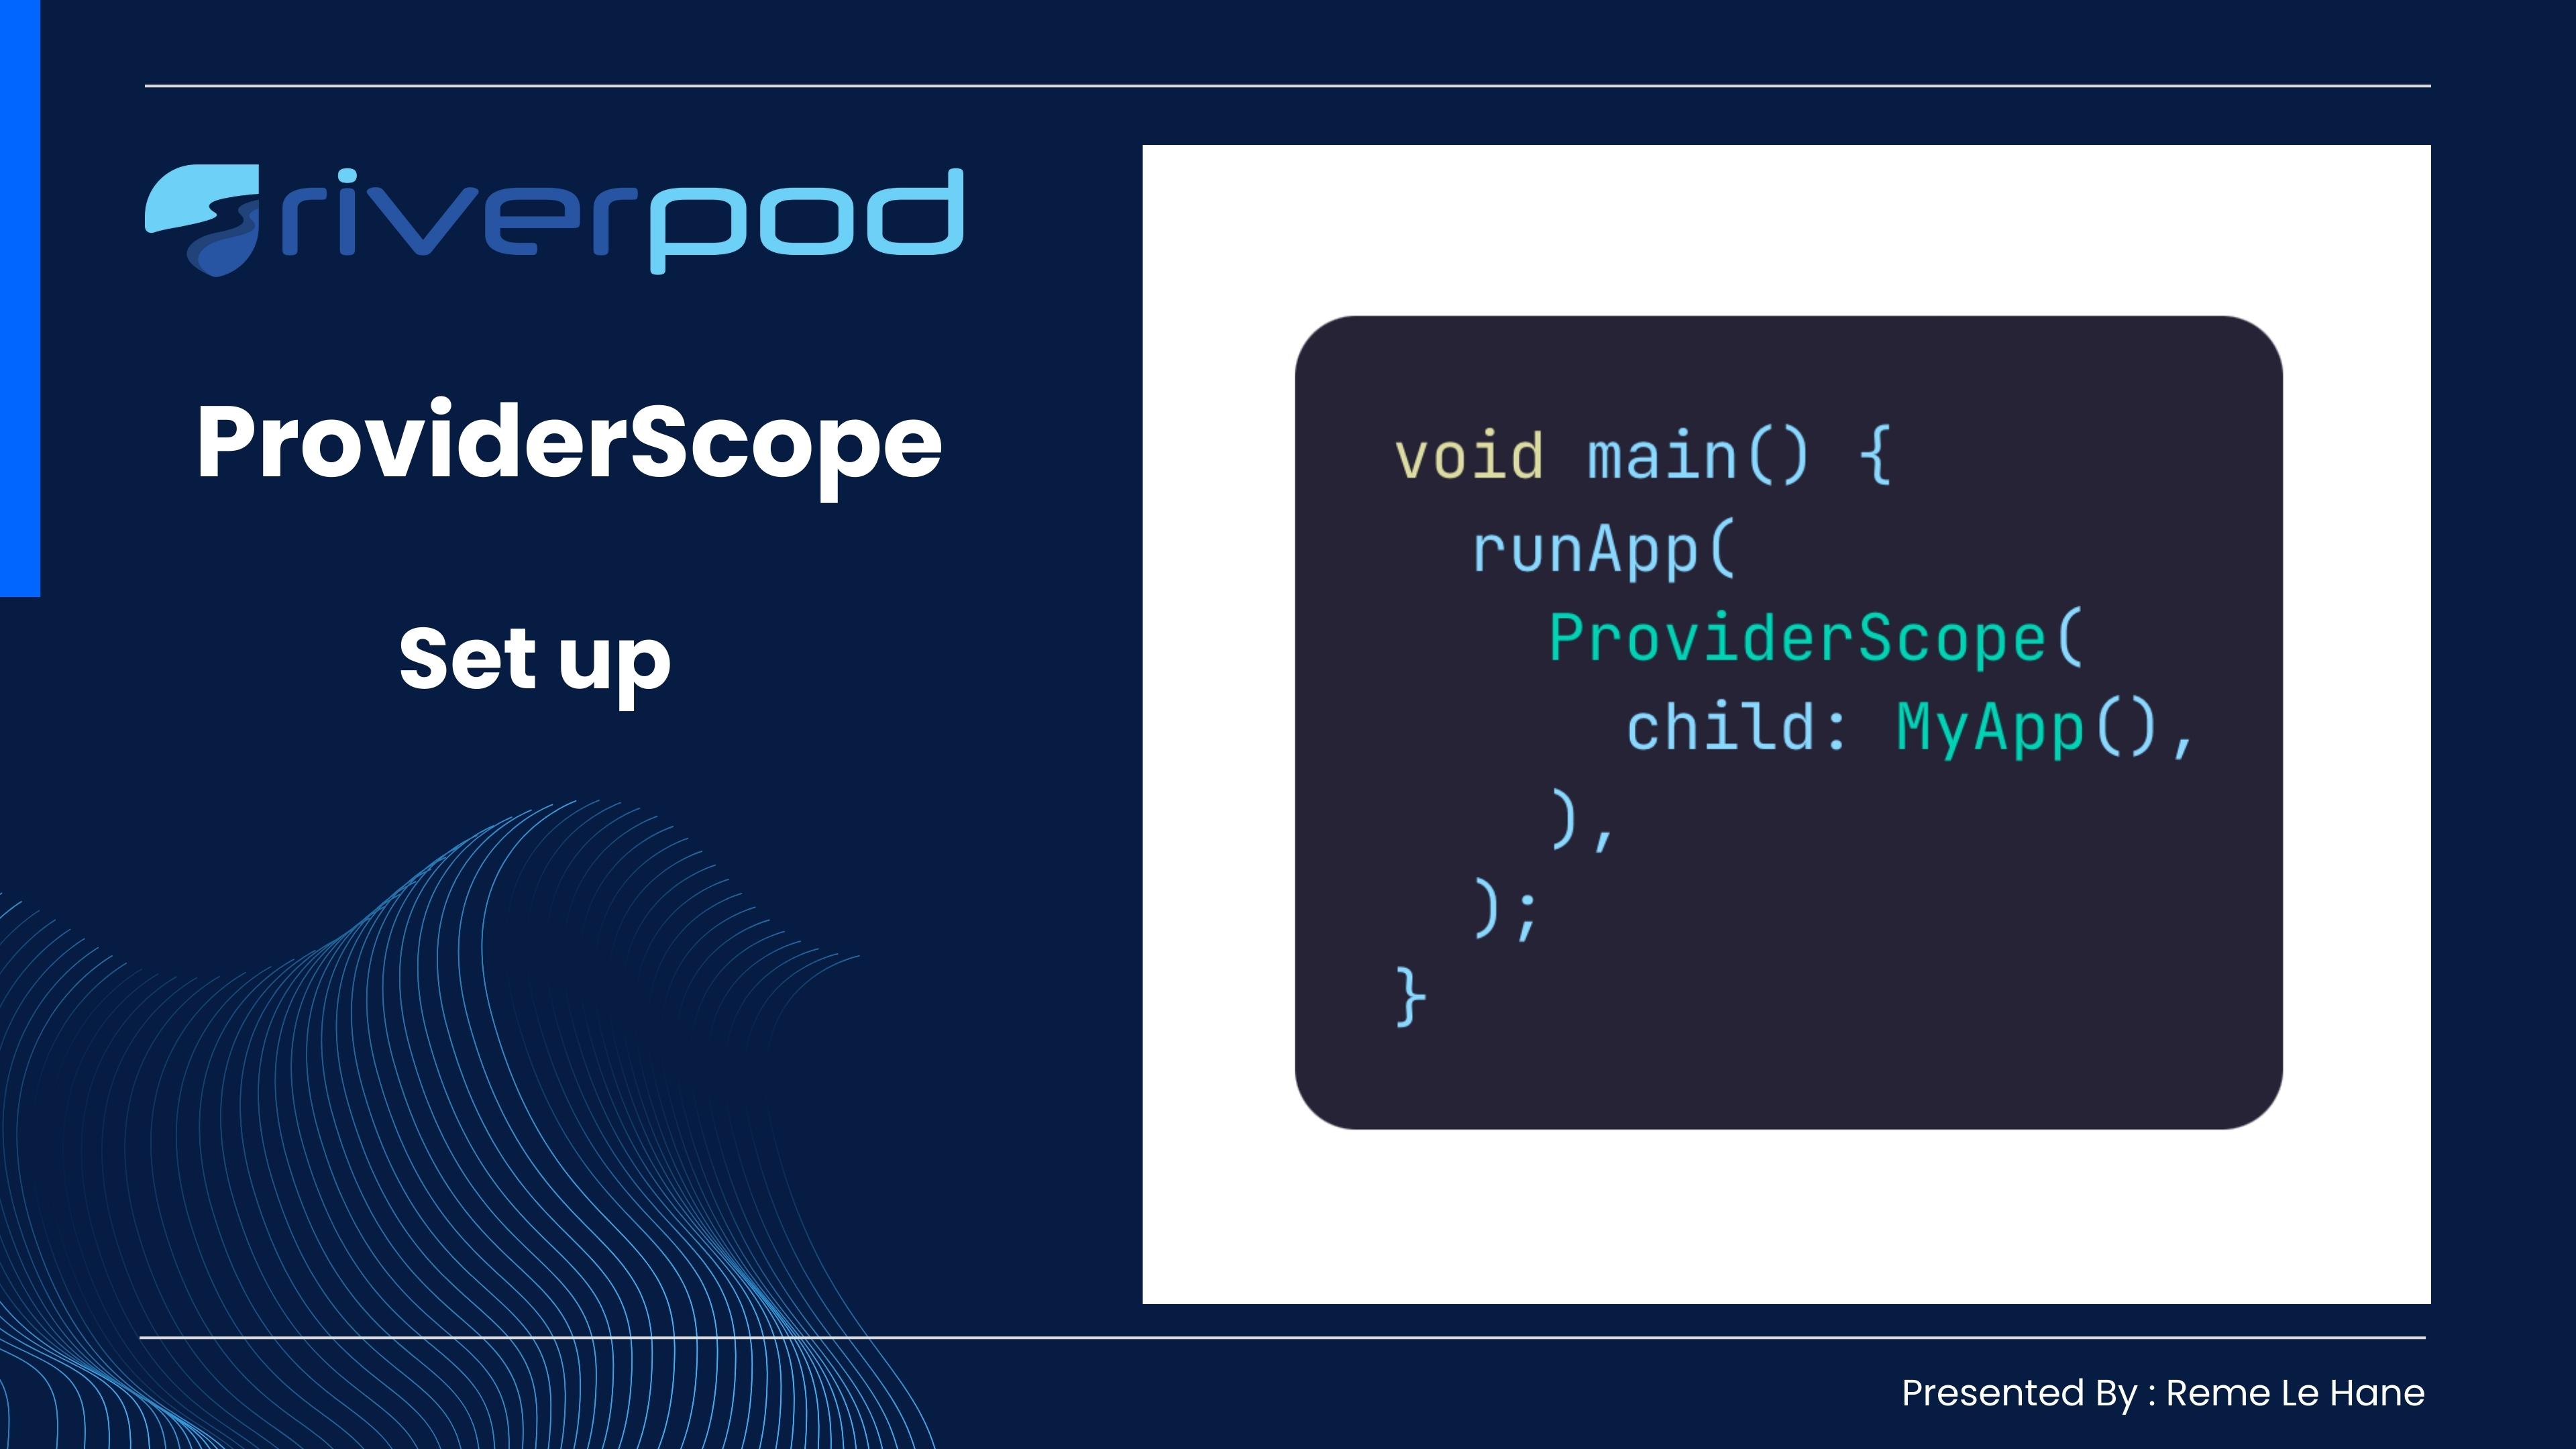 riverpod
ProviderScope
Set up
void main() {
  runApp(
    ProviderScope(
      child: MyApp(),
    ),
  );
}
Presented By : Reme Le Hane